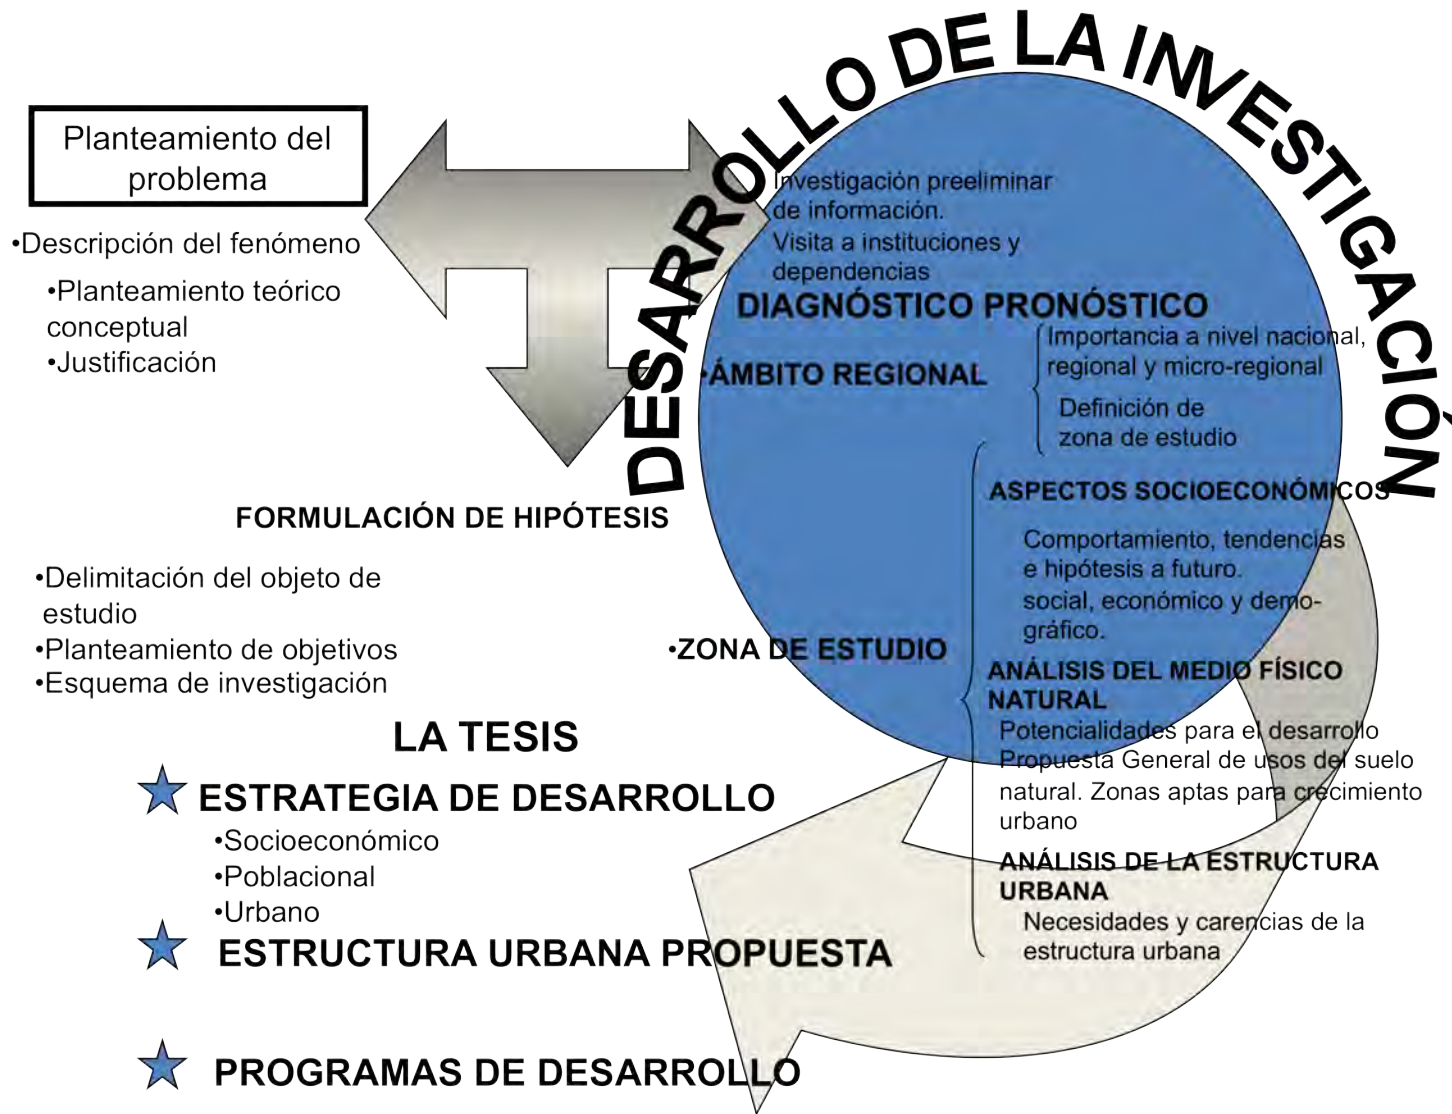 DESARROLLO DE LA INVESTIGACIÓN
Planteamiento del
problema
•Descripción del fenómeno
•Planteamiento teórico
conceptual
•Justificación
Investigación preeliminar
de información.
Visita a instituciones y
dependencias
DIAGNÓSTICO PRONÓSTICO
•ÁMBITO REGIONAL
Importancia a nivel nacional,
regional y micro-regional
Definición de
zona de estudio
FORMULACIÓN DE HIPÓTESIS
•Delimitación del objeto de
estudio
•Planteamiento de objetivos
•Esquema de investigación
•ZONA DE ESTUDIO
ASPECTOS SOCIOECONÓMICOS
Comportamiento, tendencias
e hipótesis a futuro.
social, económico y demo-
gráfico.
ANÁLISIS DEL MEDIO FÍSICO
NATURAL
Potencialidades para el desarrollo
Propuesta General de usos del suelo
natural. Zonas aptas para crecimiento
urbano
ANÁLISIS DE LA ESTRUCTURA
URBANA
Necesidades y carencias de la
estructura urbana
LA TESIS
ESTRATEGIA DE DESARROLLO
•Socioeconómico
•Poblacional
•Urbano
ESTRUCTURA URBANA PROPUESTA
PROGRAMAS DE DESARROLLO